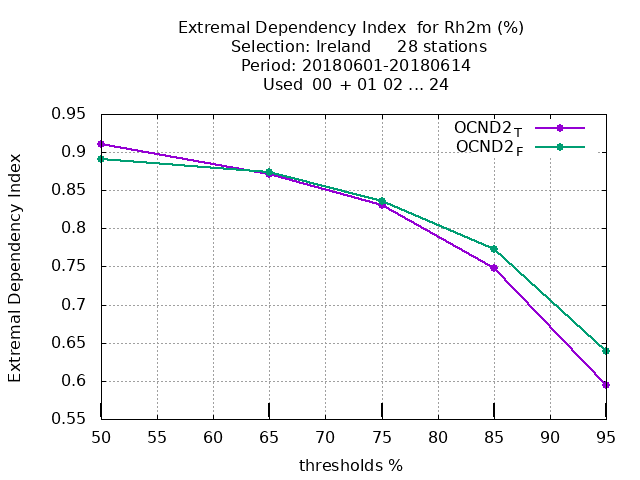 Extremal Dependency Index  for Rh2m (%)
Selection: Ireland     28 stations
Period: 20180601-20180614
Used  00 + 01 02 ... 24
Extremal Dependency Index
0.95
0.9
0.85
0.8
0.75
0.7
0.65
0.6
0.55
OCND2T
OCND2F
50 55 60 65 70 75 80 85 90 95
thresholds %